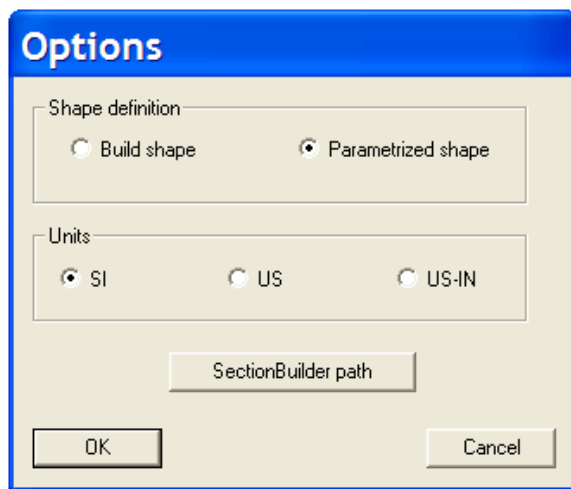 Options
Shape definition
Build shape Parametrized shape
Units
SI US US-IN
SectionBuilder path
OK Cancel